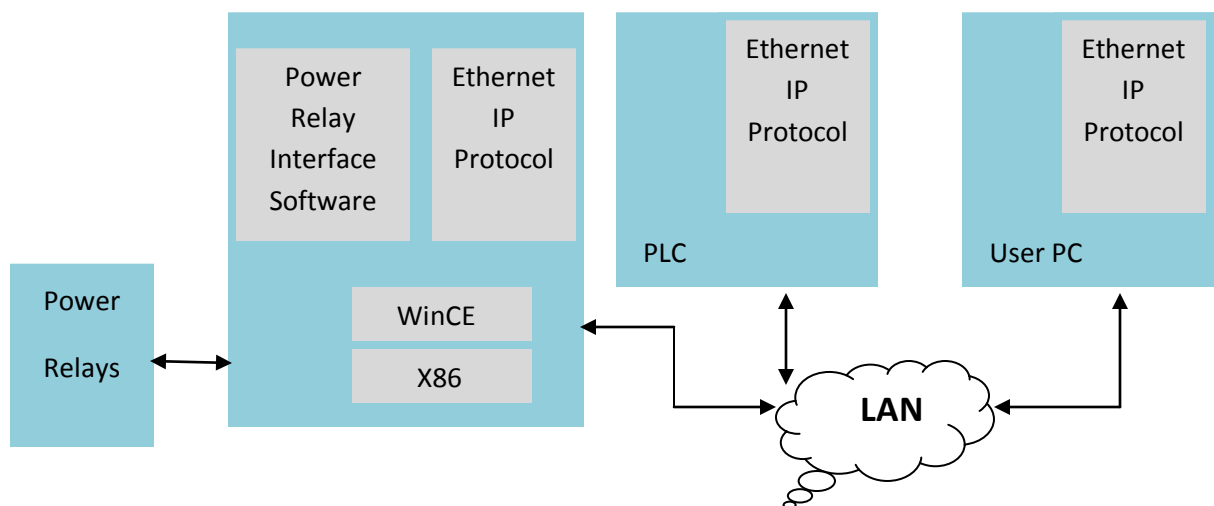 Power
Relay
Interface
Software
Ethernet
IP
Protocol
WinCE
X86
Ethernet
IP
Protocol
PLC
Ethernet
IP
Protocol
User PC
Power
Relays
LAN